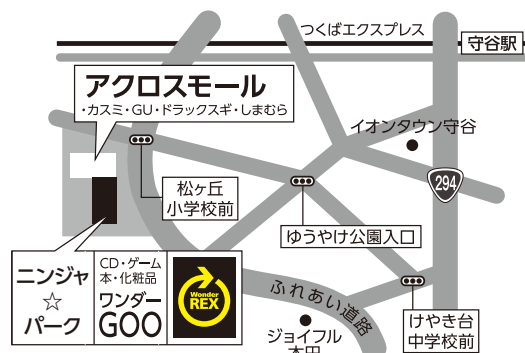 つくばエクスプレス
守谷駅
アクロスモール
・カスミ・GU・ドラックスギ・しまむら
イオンタウン守谷
294
松ヶ丘
小学校前
ゆうやけ公園入口
ニンジャ
☆
パーク
CD・ゲーム
本・化粧品
ワンダー
GOO
Wonder
REX
ふれあい道路
けやき台
中学校前
ジョイフル
本田